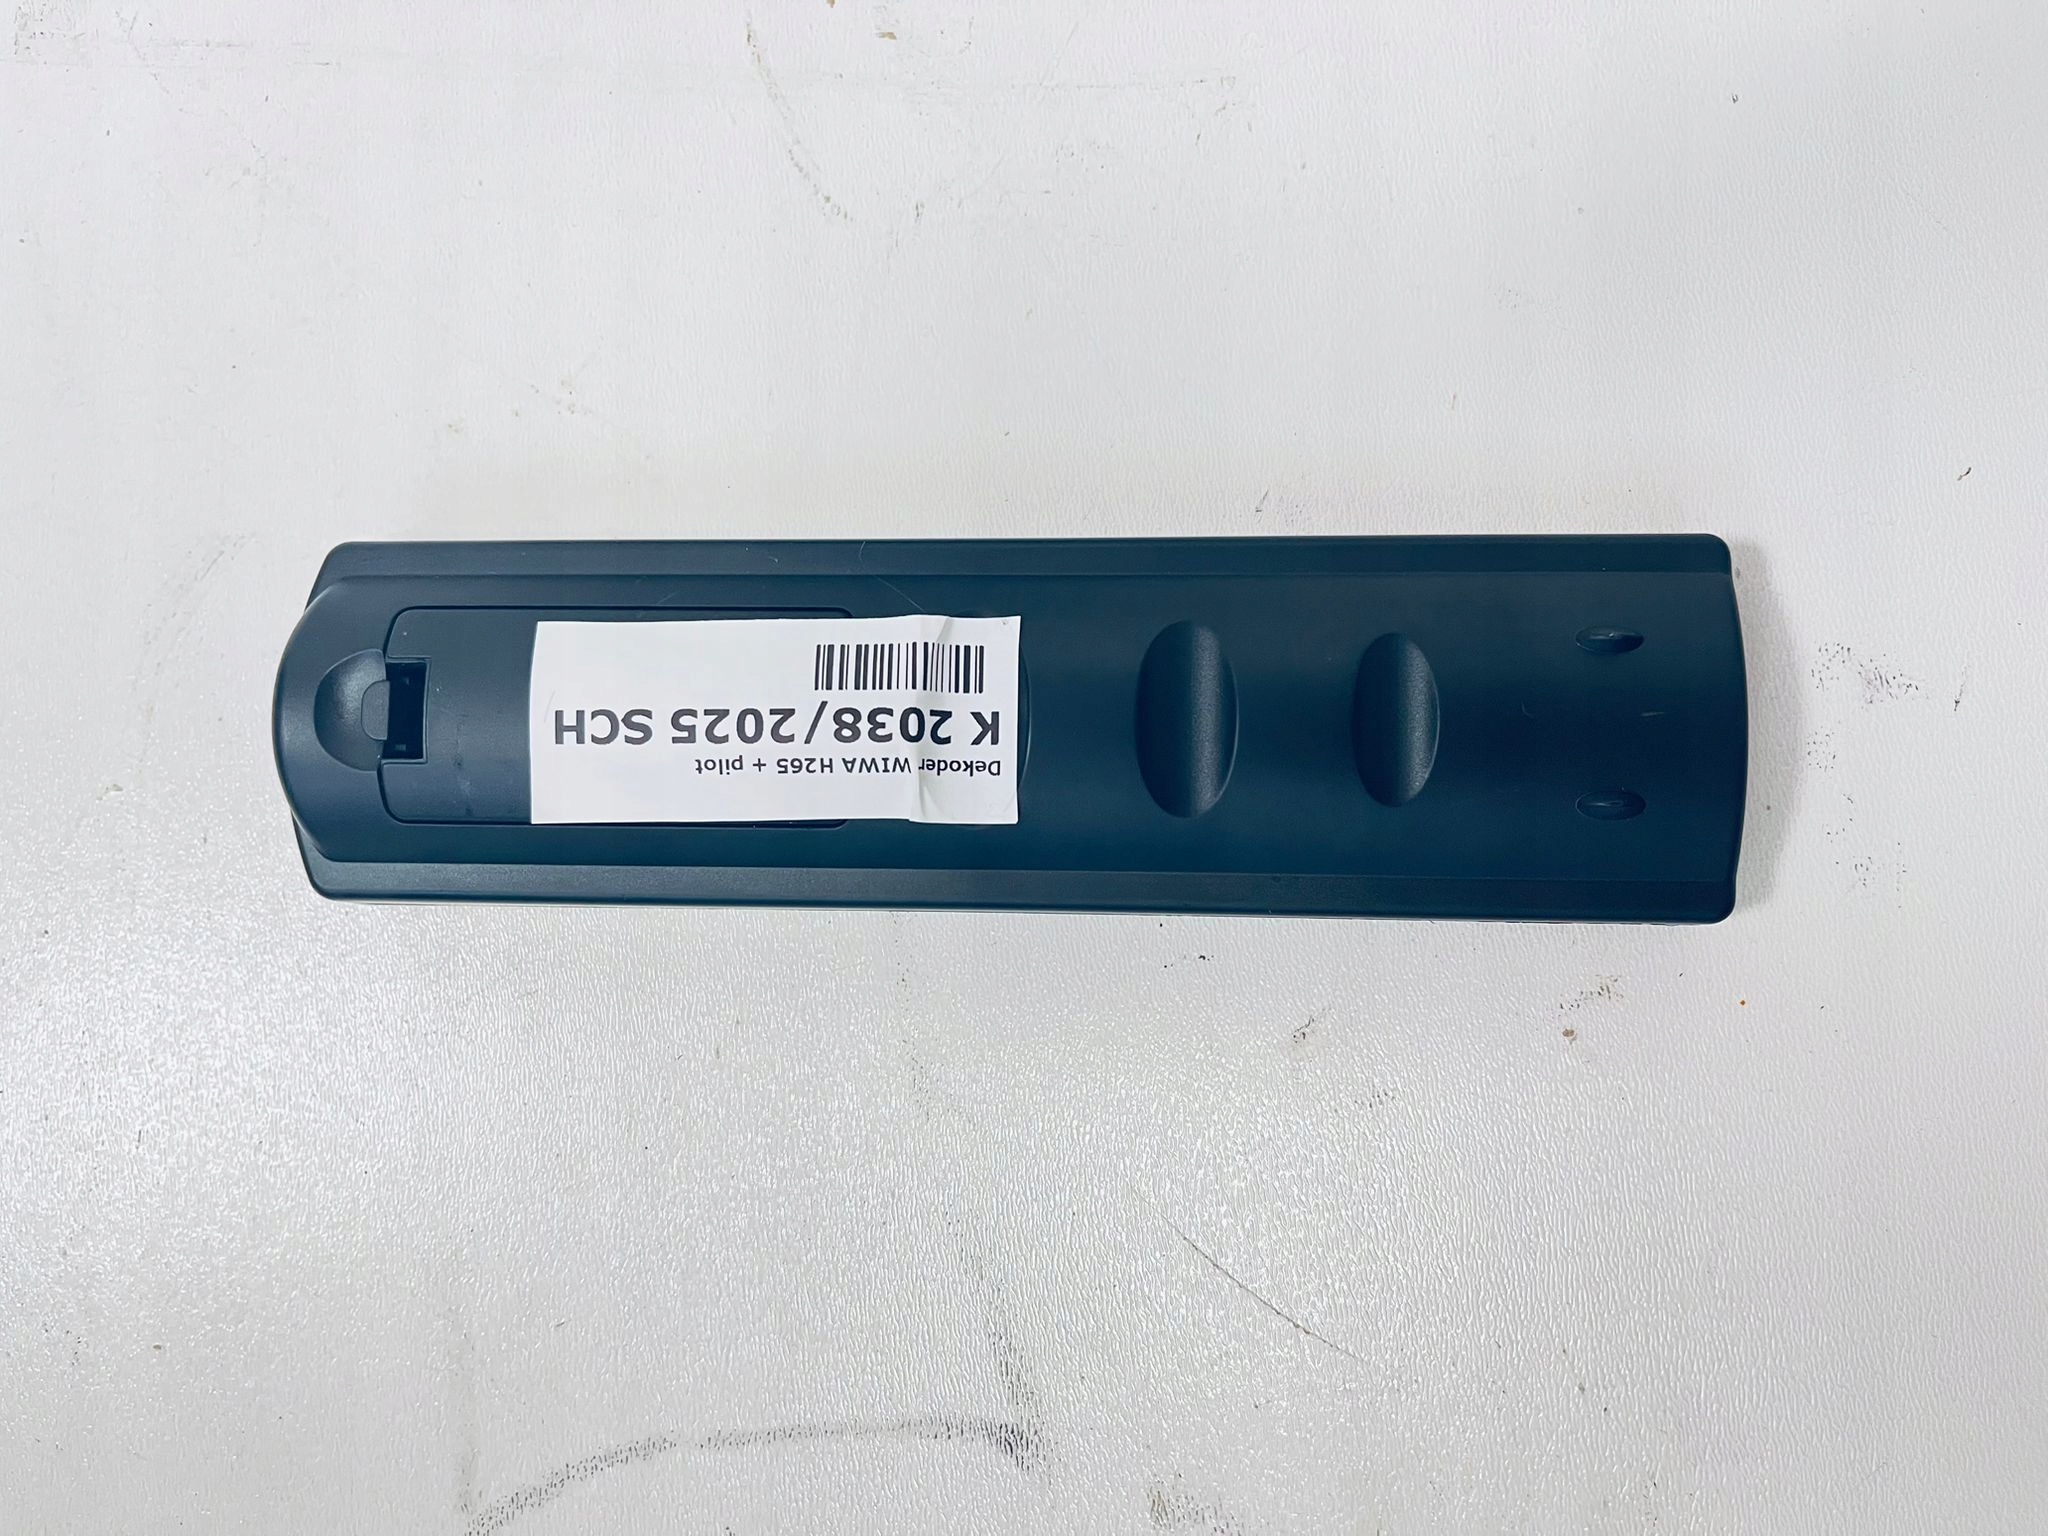 Dekoder WIWA H265 + pilot
K 2038/2025 SCH